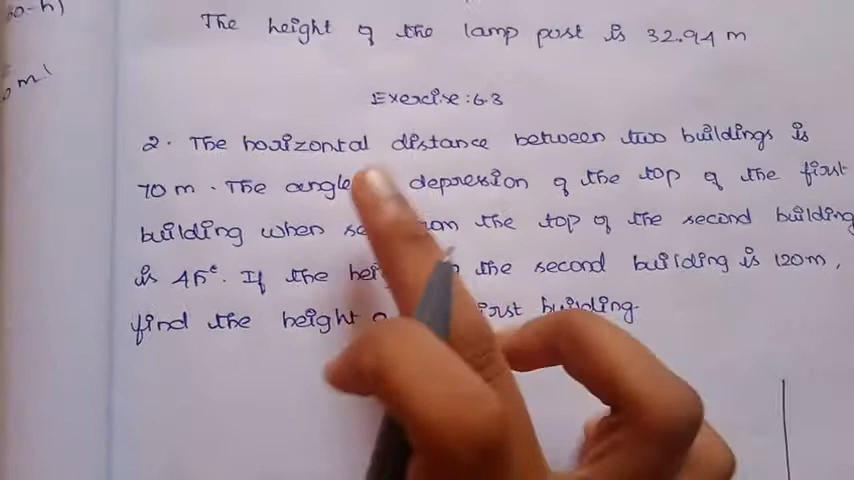 0-h)
m!
The height of the lamp post is 32.94 m
Exercise : 6.3
2. The horizontal distance between two buildings is
70 m. The angle depression of the top of the first
building when the top of the second building
is 45°. If the the second building is 120m,
find the height building.